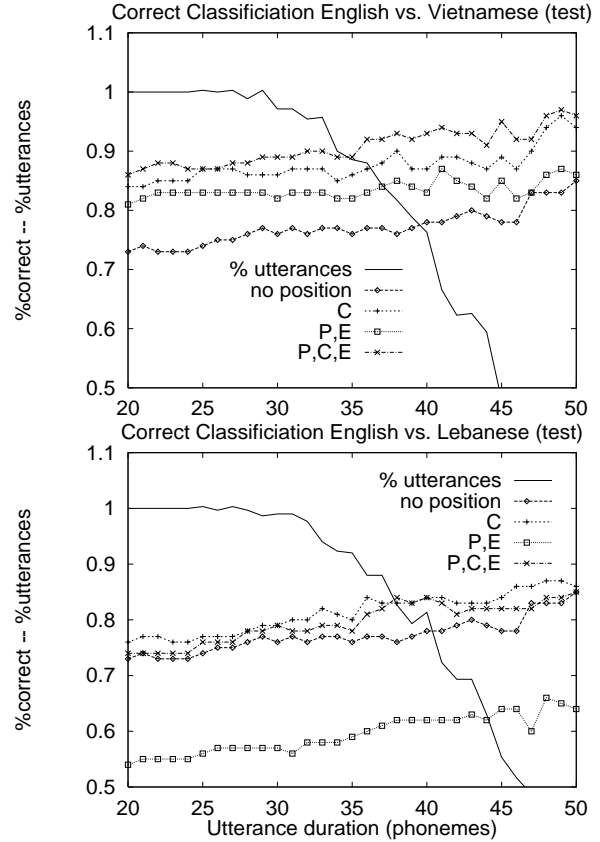 Correct Classificiation English vs. Vietnamese (test)
1.1
1
0.9
0.8
0.7
0.6
0.5
%correct -- %utterances
% utterances
no position
C
P,E
P,C,E
20 25 30 35 40 45 50
Correct Classificiation English vs. Lebanese (test)
1.1
1
0.9
0.8
0.7
0.6
0.5
%correct -- %utterances
% utterances
no position
C
P,E
P,C,E
20 25 30 35 40 45 50
Utterance duration (phonemes)